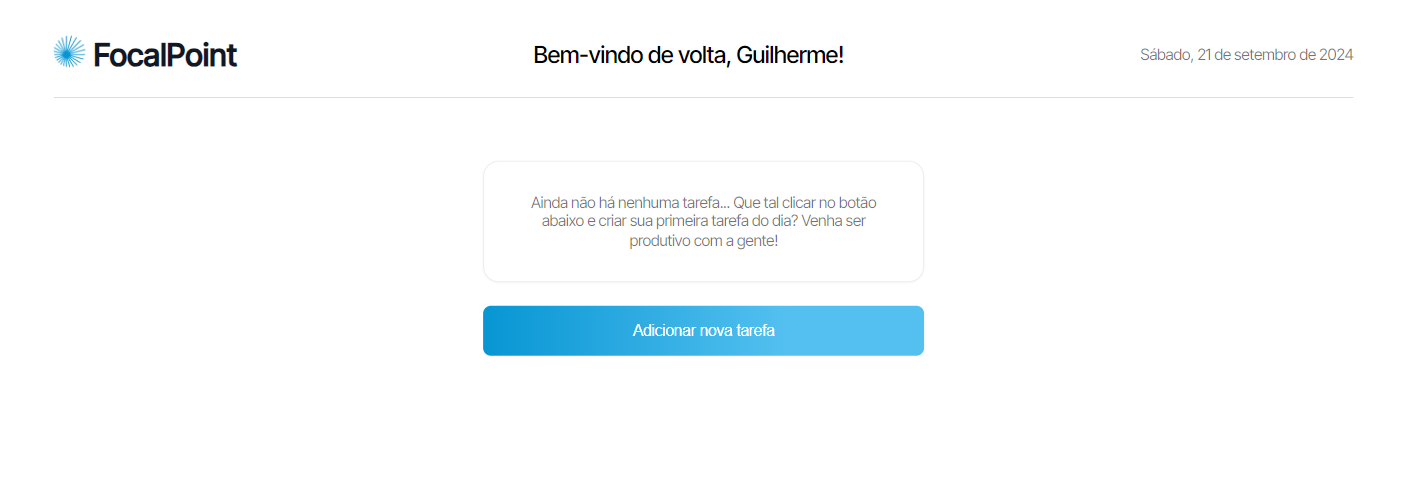 FocalPoint
Bem-vindo de volta, Guilherme!
Sábado, 21 de setembro de 2024
Ainda não há nenhuma tarefa... Que tal clicar no botão
abaixo e criar sua primeira tarefa do dia? Venha ser
produtivo com a gente!
Adicionar nova tarefa